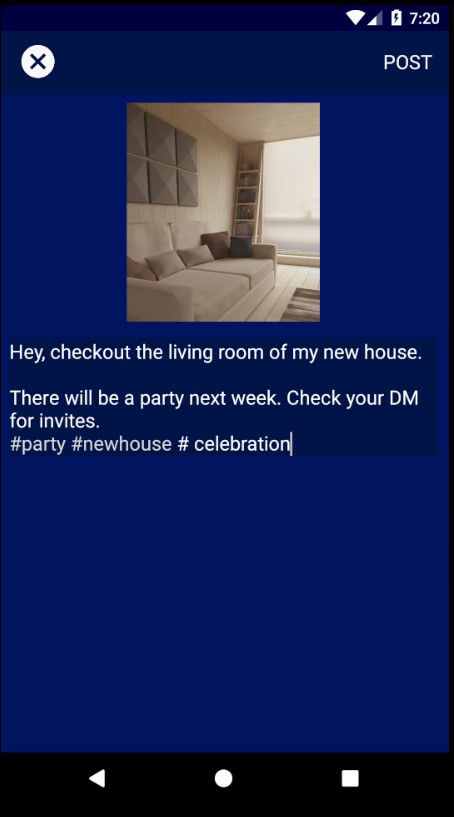 7:20
POST
Hey, checkout the living room of my new house.
There will be a party next week. Check your DM
for invites.
#party #newhouse # celebration